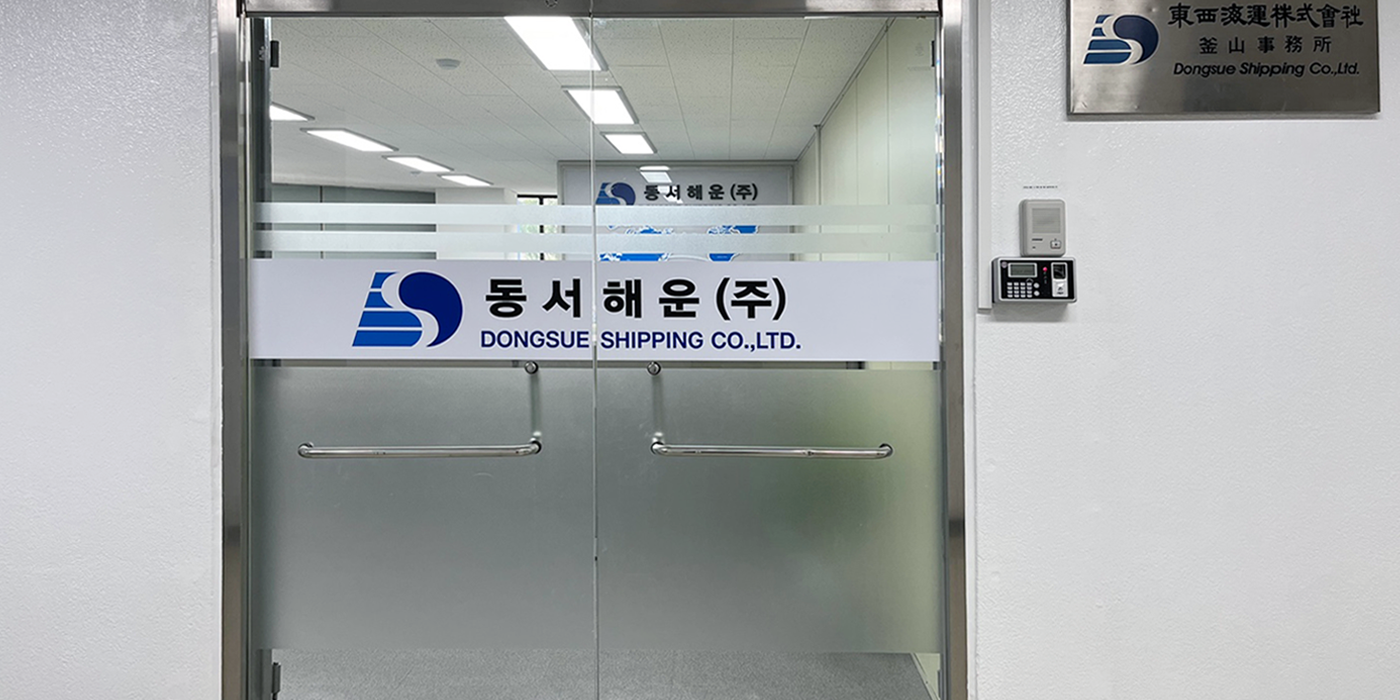 東西海運株式會社
釜山事務所
Dongsue Shipping Co.,Ltd.
동서해운(주)
동서해운(주)
DONGSUE SHIPPING CO.,LTD.